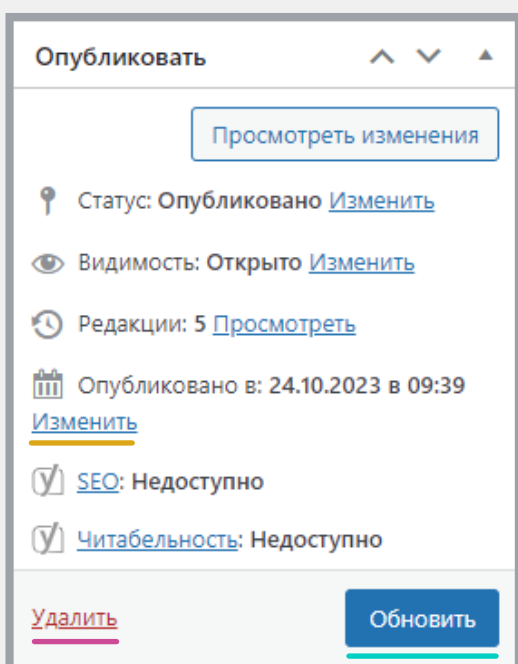 Опубликовать
Просмотреть изменения
Статус: Опубликовано Изменить
Видимость: Открыто Изменить
Редакции: 5 Просмотреть
Опубликовано в: 24.10.2023 в 09:39
Изменить
SEO: Недоступно
Читабельность: Недоступно
Удалить
Обновить